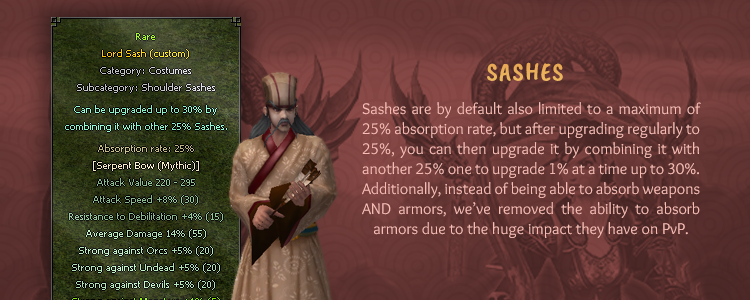 Rare
Lord Sash (custom)
Category: Costumes
Subcategory: Shoulder Sashes
Can be upgraded up to 30% by
combining it with other 25% Sashes.
Absorption rate: 25%
[Serpent Bow (Mythic)]
Attack Value 220 - 295
Attack Speed +8% (30)
Resistance to Debilitation +4% (15)
Average Damage 14% (55)
Strong against Orcs +5% (20)
Strong against Undead +5% (20)
Strong against Devils +5% (20)
SASHES
Sashes are by default also limited to a maximum of
25% absorption rate, but after upgrading regularly to
25%, you can then upgrade it by combining it with
another 25% one to upgrade 1% at a time up to 30%.
Additionally, instead of being able to absorb weapons
AND armors, we’ve removed the ability to absorb
armors due to the huge impact they have on PvP.